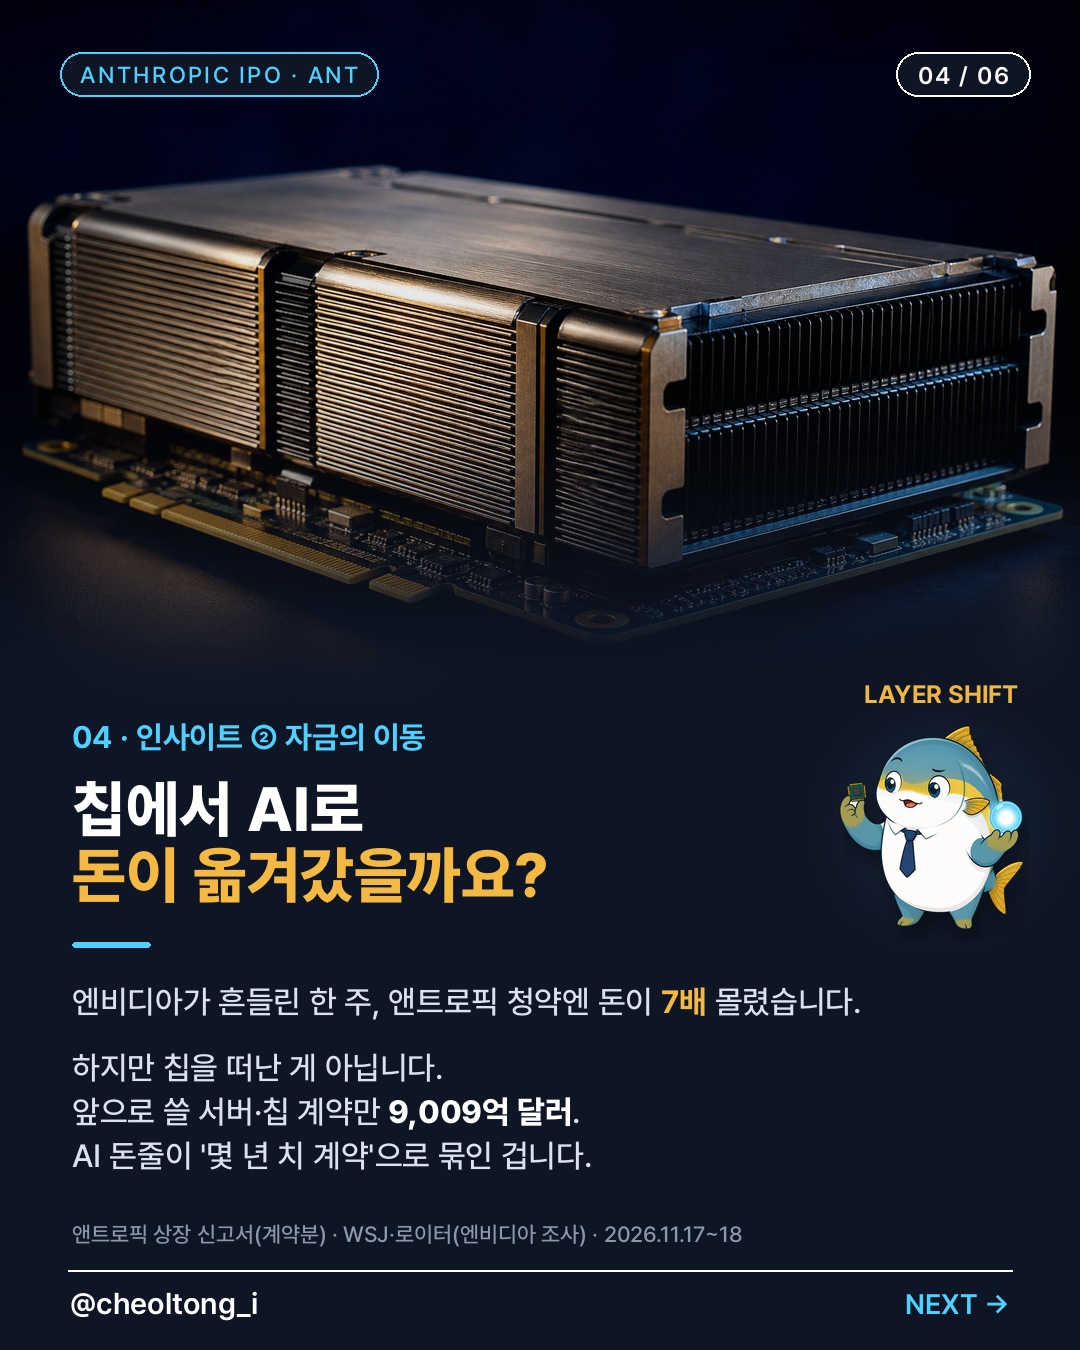 ANTHROPIC IPO · ANT
04 / 06
LAYER SHIFT
04 · 인사이트 ② 자금의 이동
칩에서 AI로
돈이 옮겨갔을까요?
엔비디아가 흔들린 한 주, 앤트로픽 청약엔 돈이 7배 몰렸습니다.
하지만 칩을 떠난 게 아닙니다.
앞으로 쓸 서버·칩 계약만 9,009억 달러.
AI 돈줄이 '몇 년 치 계약'으로 묶인 겁니다.
앤트로픽 상장 신고서(계약분) · WSJ·로이터(엔비디아 조사) · 2026.11.17~18
@cheoltong_i
NEXT →